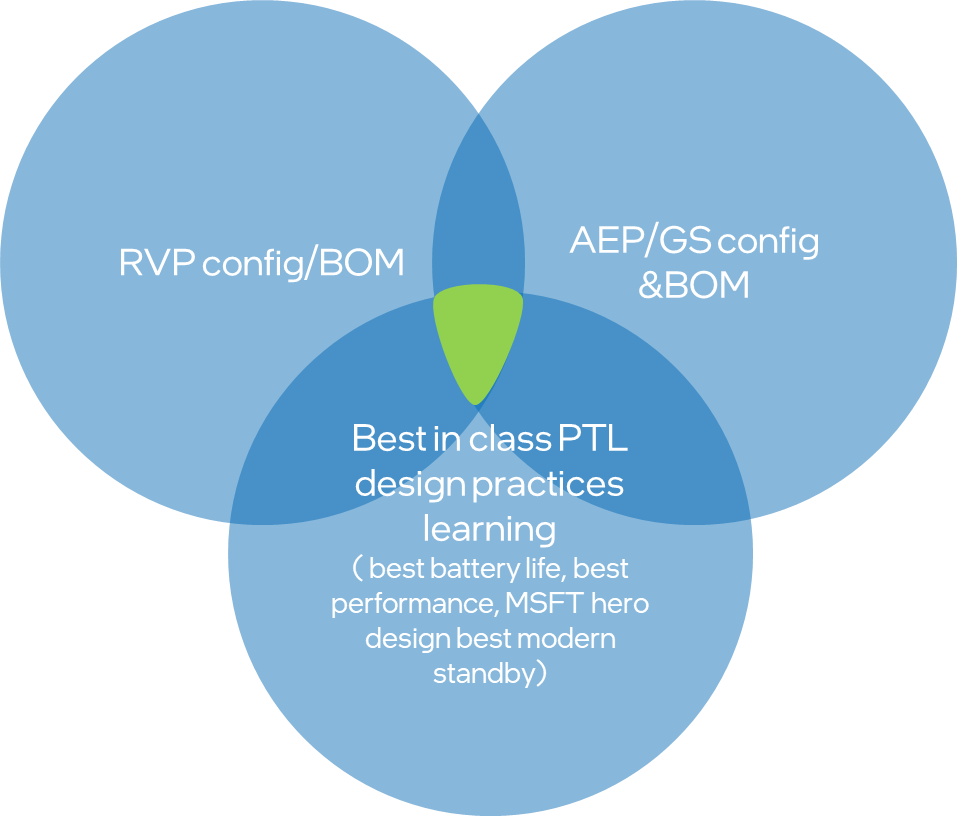 RVP config/BOM
AEP/GS config
&BOM
Best in class PTL
design practices
learning
( best battery life, best
performance, MSFT hero
design best modern
standby)